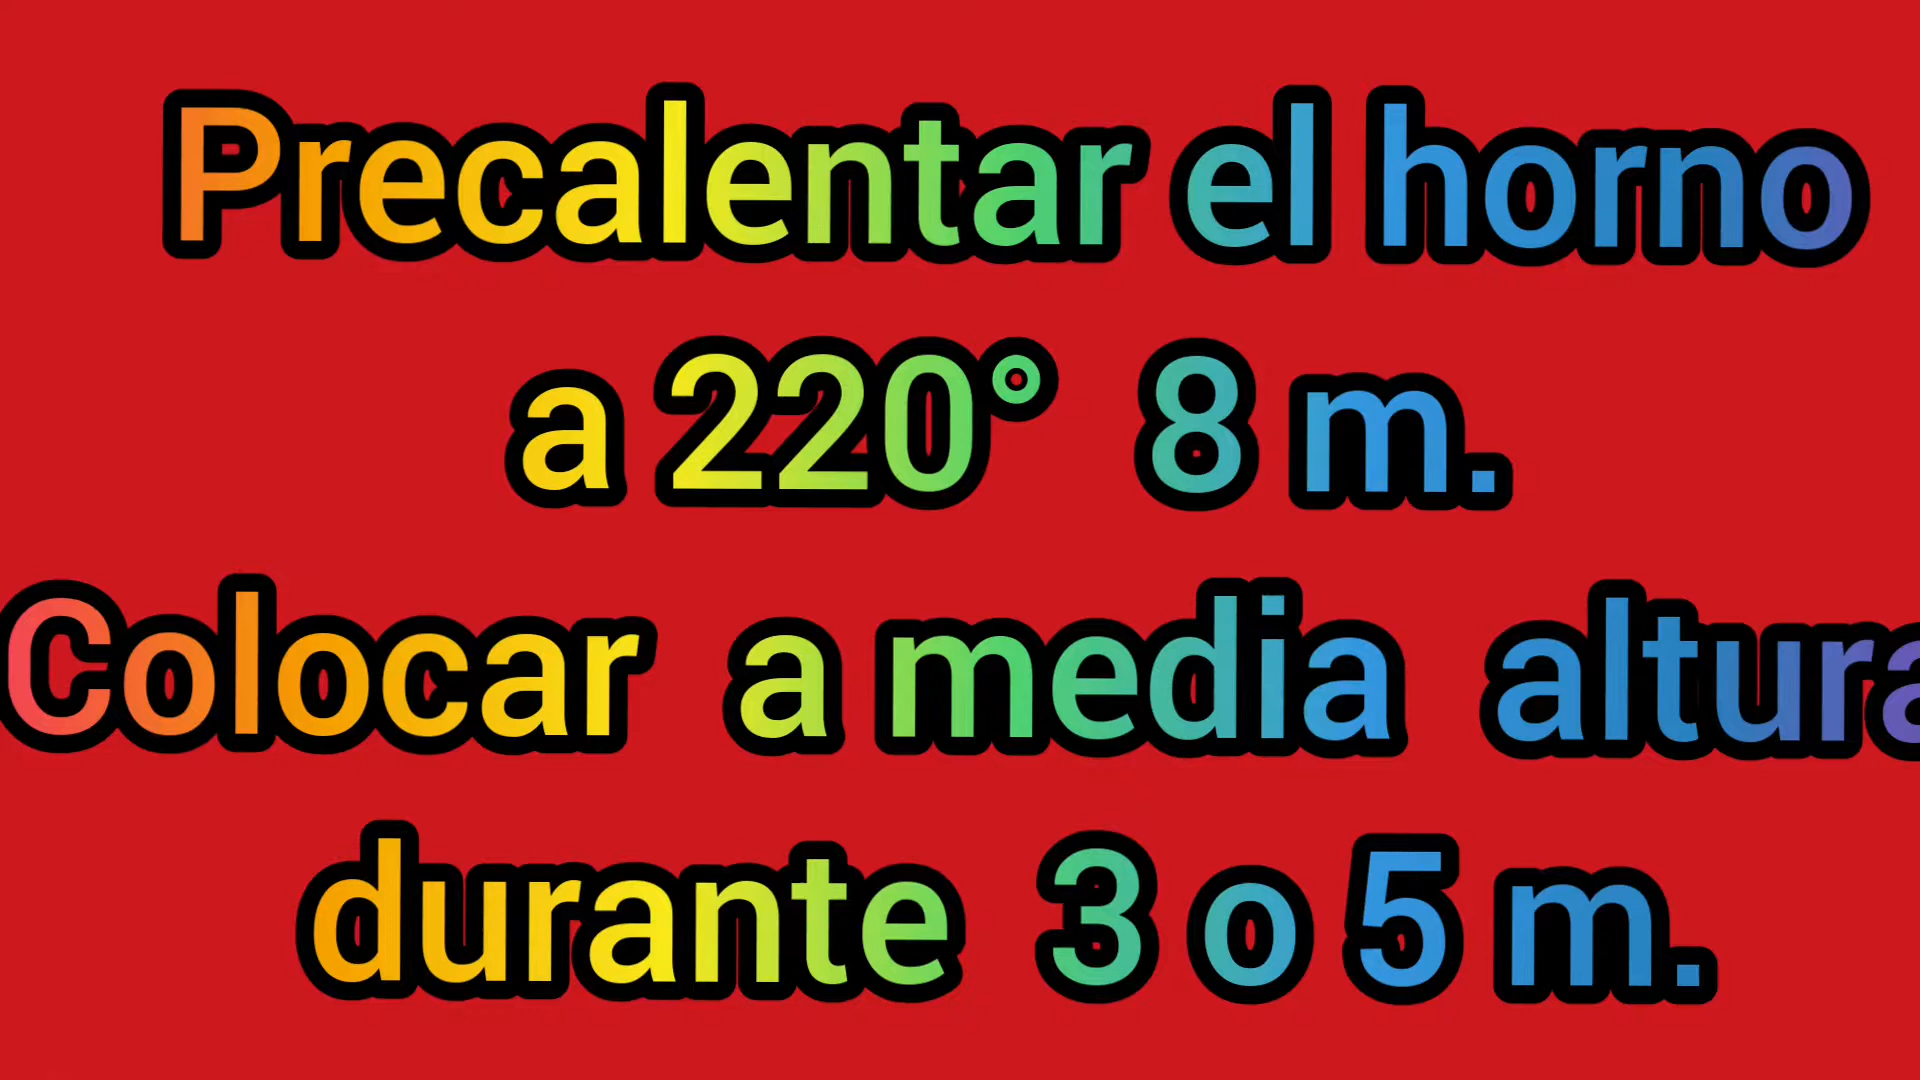 Precalentar el horno
a 220° 8 m.
Colocar a media altura
durante 3 o 5 m.